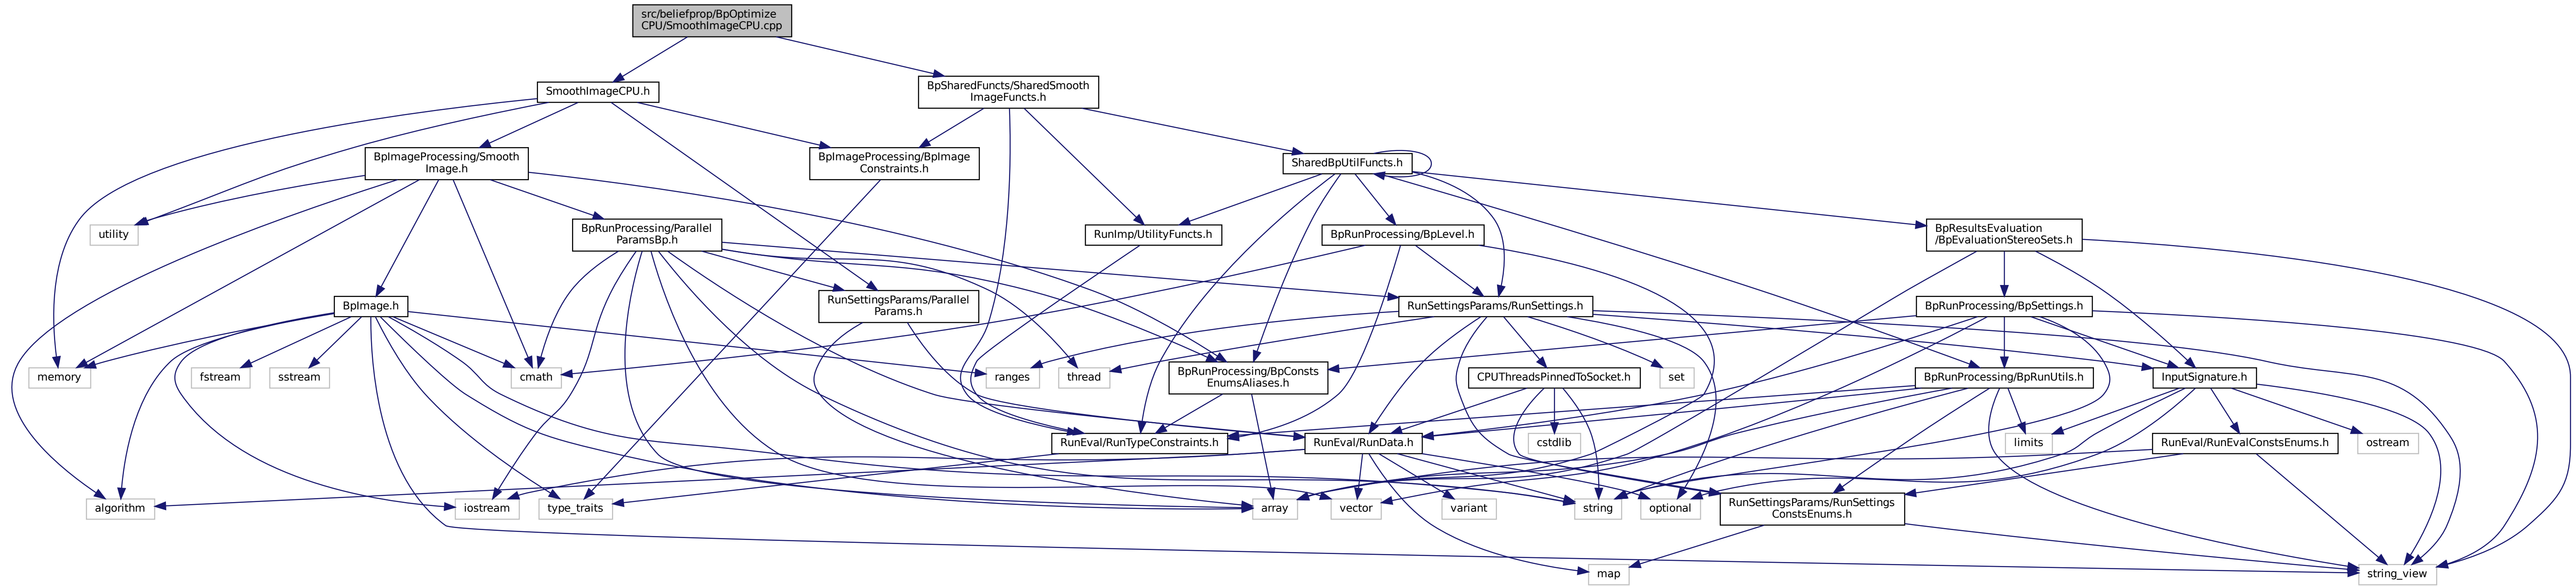 src/beliefprop/BpOptimize
CPU/SmoothImageCPU.cpp
SmoothImageCPU.h
BpSharedFuncts/SharedSmooth
ImageFuncts.h
BpImageProcessing/Smooth
Image.h
BpImageProcessing/BpImage
Constraints.h
SharedBpUtilFuncts.h
utility
BpRunProcessing/Parallel
ParamsBp.h
RunImp/UtilityFuncts.h
BpRunProcessing/BpLevel.h
BpResultsEvaluation
/BpEvaluationStereoSets.h
BpImage.h
RunSettingsParams/Parallel
Params.h
RunSettingsParams/RunSettings.h
BpRunProcessing/BpSettings.h
memory
fstream
sstream
cmath
ranges
thread
BpRunProcessing/BpConsts
EnumsAliases.h
CPUThreadsPinnedToSocket.h
set
BpRunProcessing/BpRunUtils.h
InputSignature.h
RunEval/RunTypeConstraints.h
RunEval/RunData.h
cstdlib
limits
RunEval/RunEvalConstsEnums.h
ostream
algorithm
iostream
type_traits
array
vector
variant
string
optional
RunSettingsParams/RunSettings
ConstsEnums.h
map
string_view